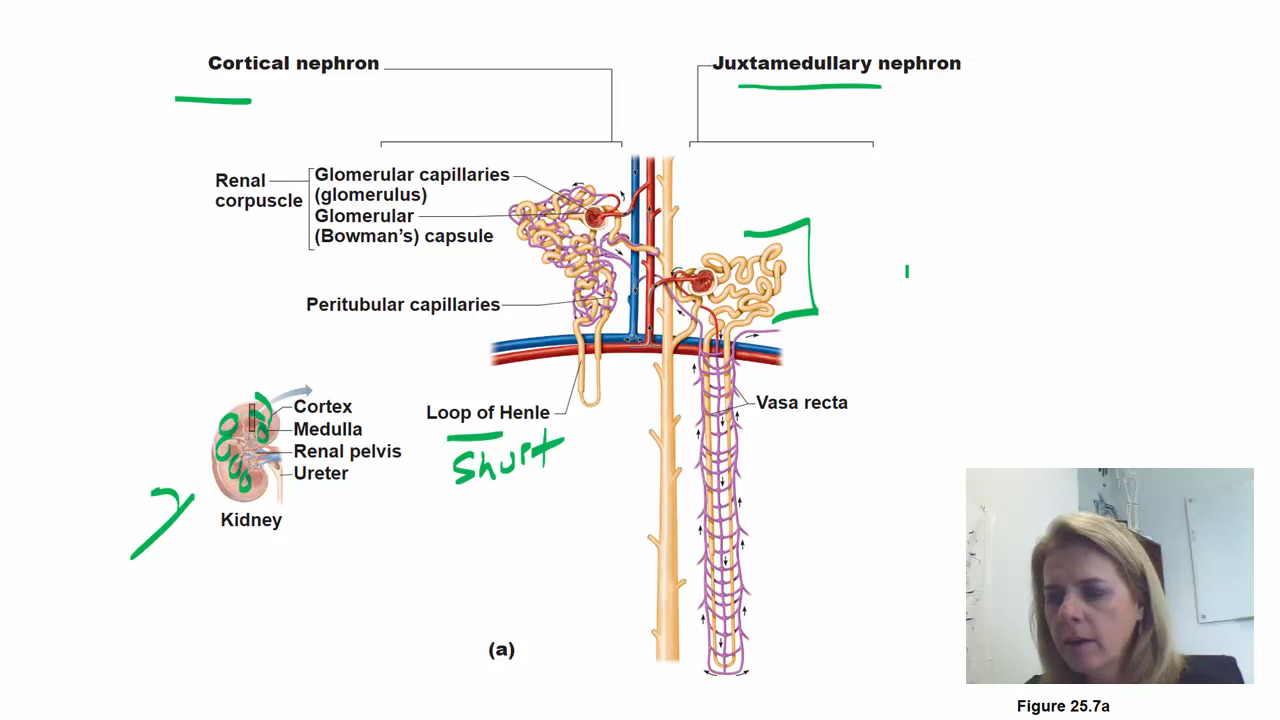 Cortical nephron
Juxtamedullary nephron
Renal
corpuscle
Glomerular capillaries
(glomerulus)
Glomerular
(Bowman's) capsule
Peritubular capillaries
Cortex
Medulla
Renal pelvis
Ureter
Kidney
Loop of Henle
Short
Vasa recta
(a)
Figure 25.7a